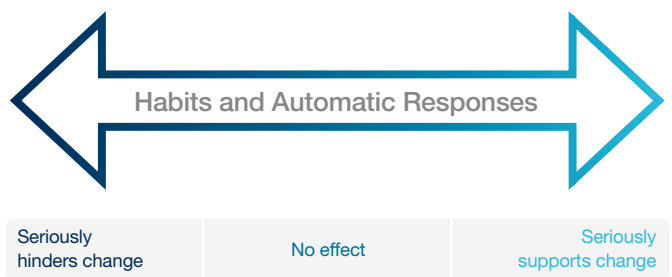 Habits and Automatic Responses
Seriously
hinders change
No effect
Seriously
supports change